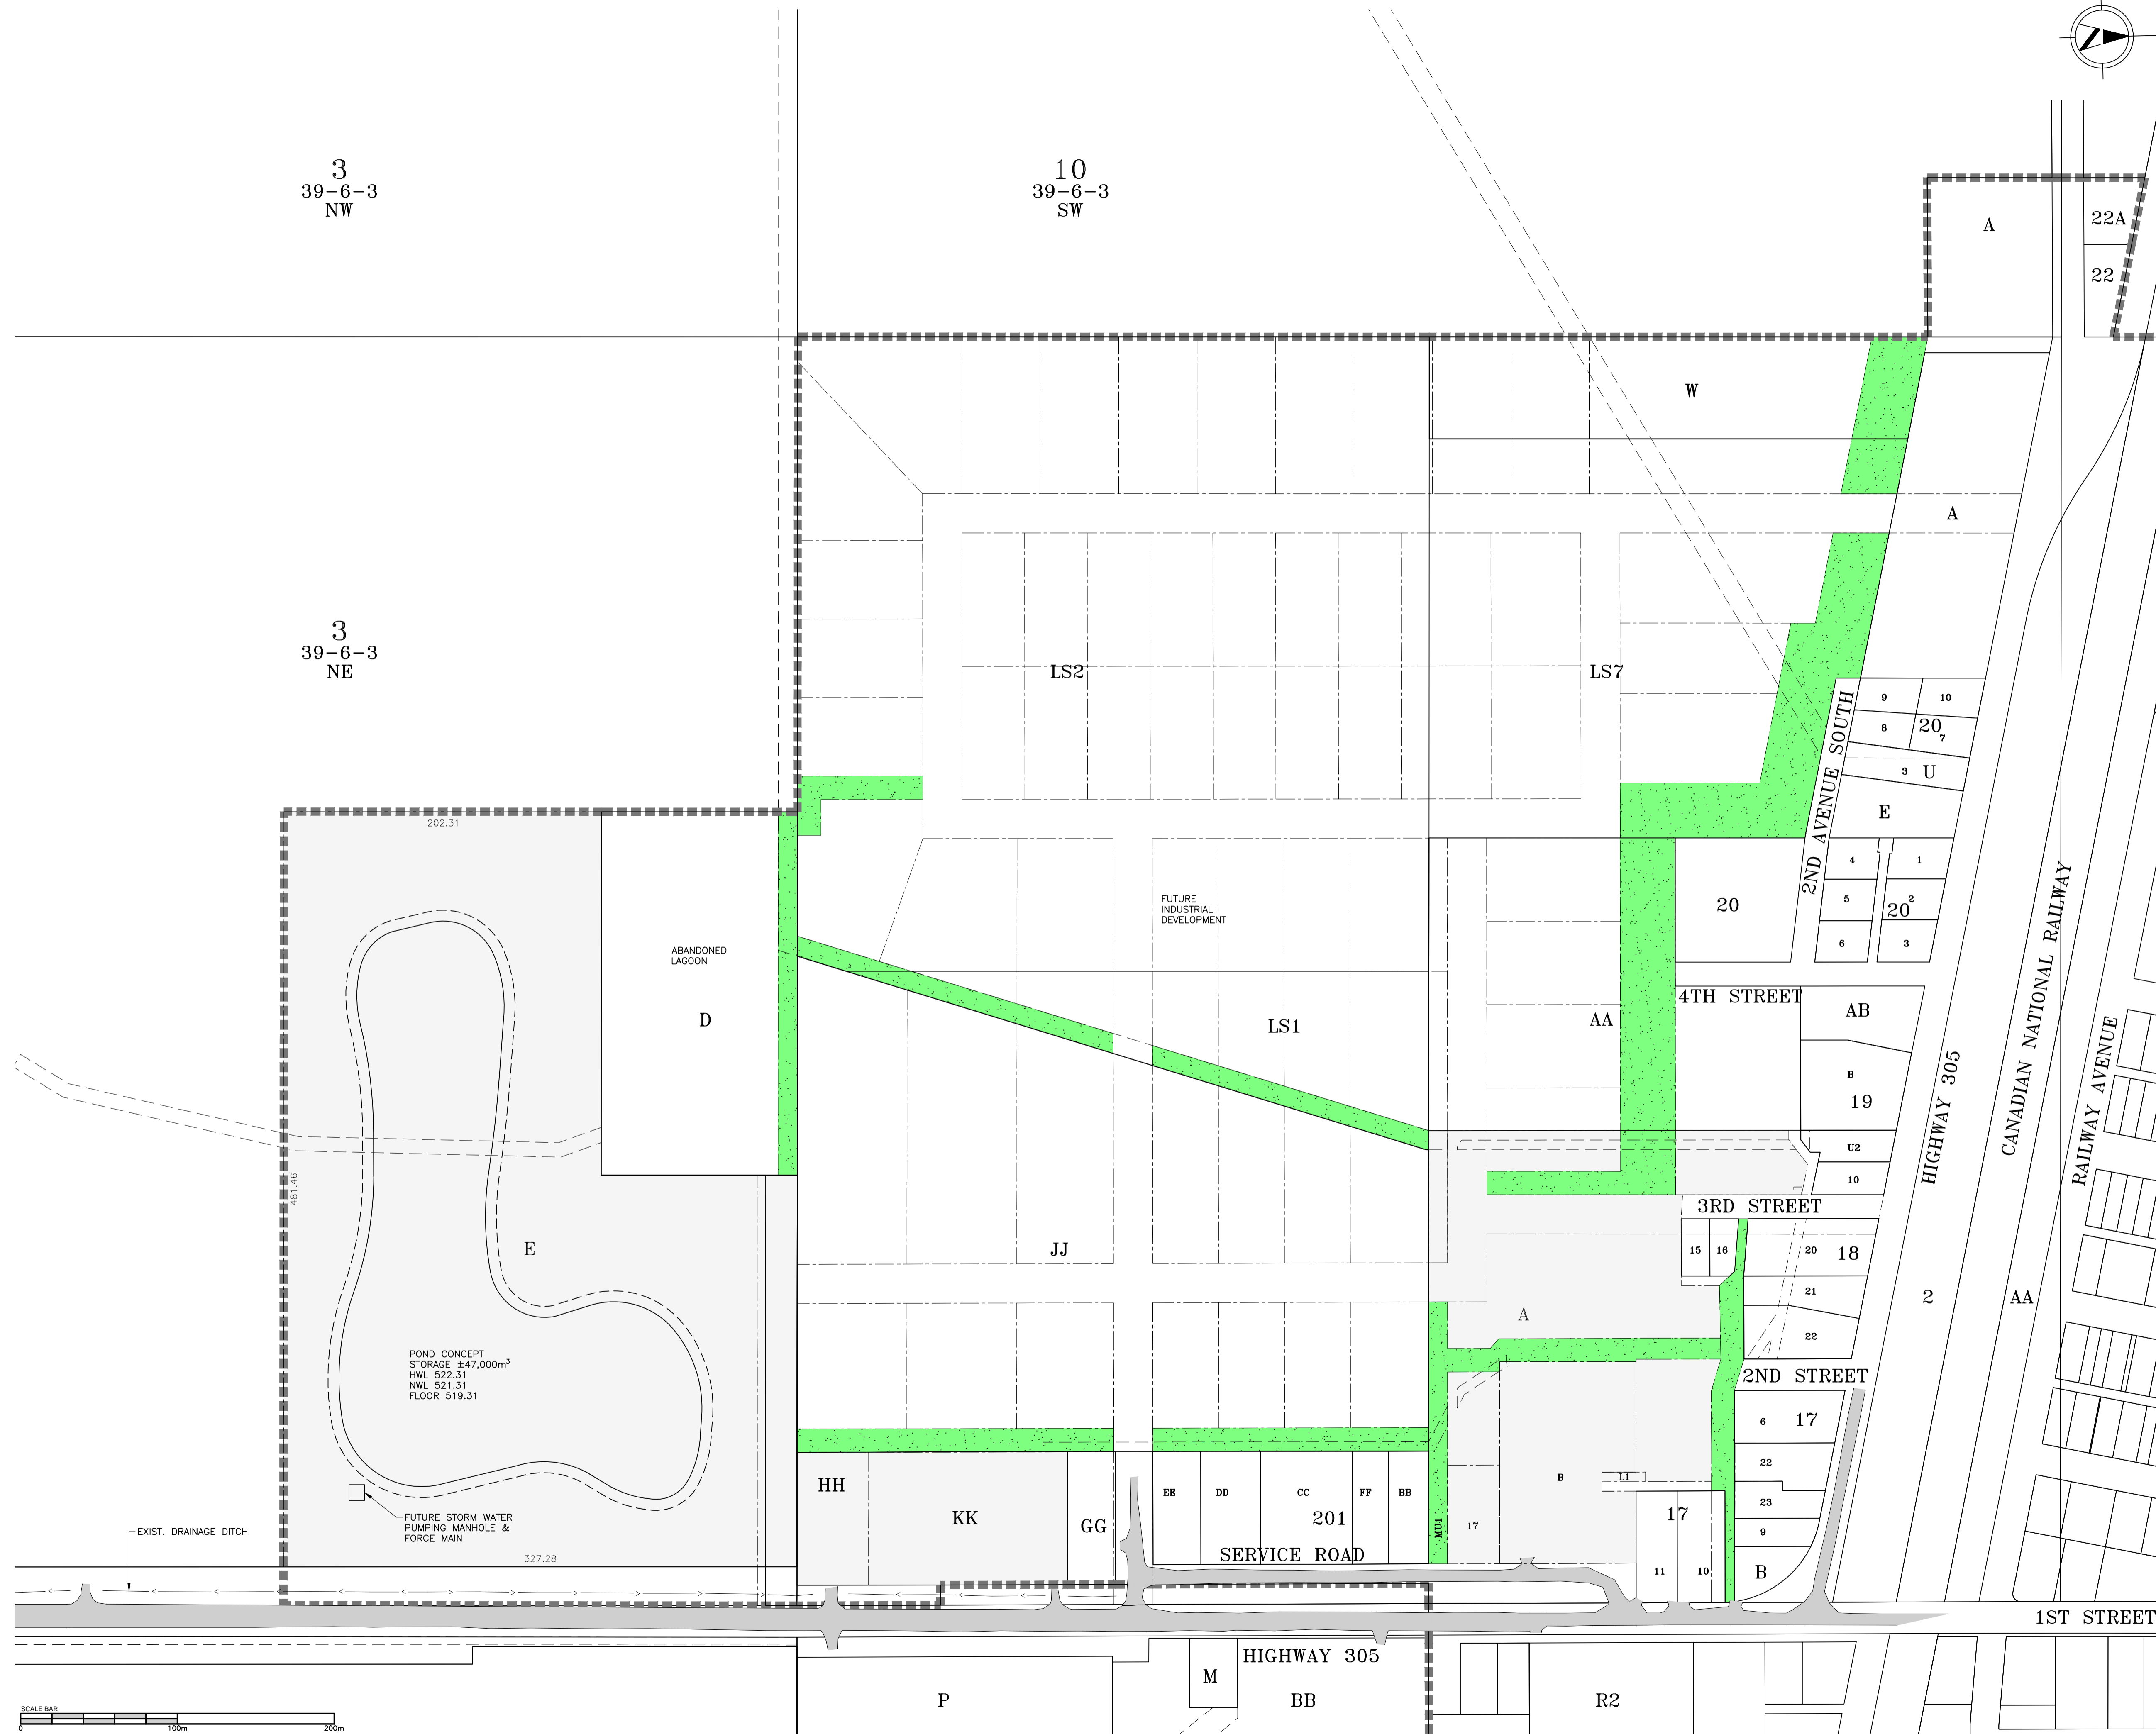 3
39-6-3
NW
10
39-6-3
SW
A
22A
22
W
A
3
39-6-3
NE
LS2
LS7
9
10
8
20
7
3
U
E
2ND AVENUE SOUTH
4
1
5
2
20
6
3
20
202.31
481.46
327.28
ABANDONED
LAGOON
D
FUTURE
INDUSTRIAL
DEVELOPMENT
LS1
AA
4TH STREET
AB
B
19
U2
10
3RD STREET
15
16
20
18
21
22
2ND STREET
HIGHWAY 305
2
CANADIAN NATIONAL RAILWAY
AA
RAILWAY AVENUE
E
JJ
A
POND CONCEPT
STORAGE ±47,000m³
HWL 522.31
NWL 521.31
FLOOR 519.31
FUTURE STORM WATER
PUMPING MANHOLE &
FORCE MAIN
EXIST. DRAINAGE DITCH
HH
KK
GG
EE
DD
CC
FF
BB
201
SERVICE ROAD
MU1
17
B
L1
17
11
10
6
17
22
23
9
B
1ST STREET
HIGHWAY 305
P
M
BB
R2
SCALE BAR
0
100m
200m